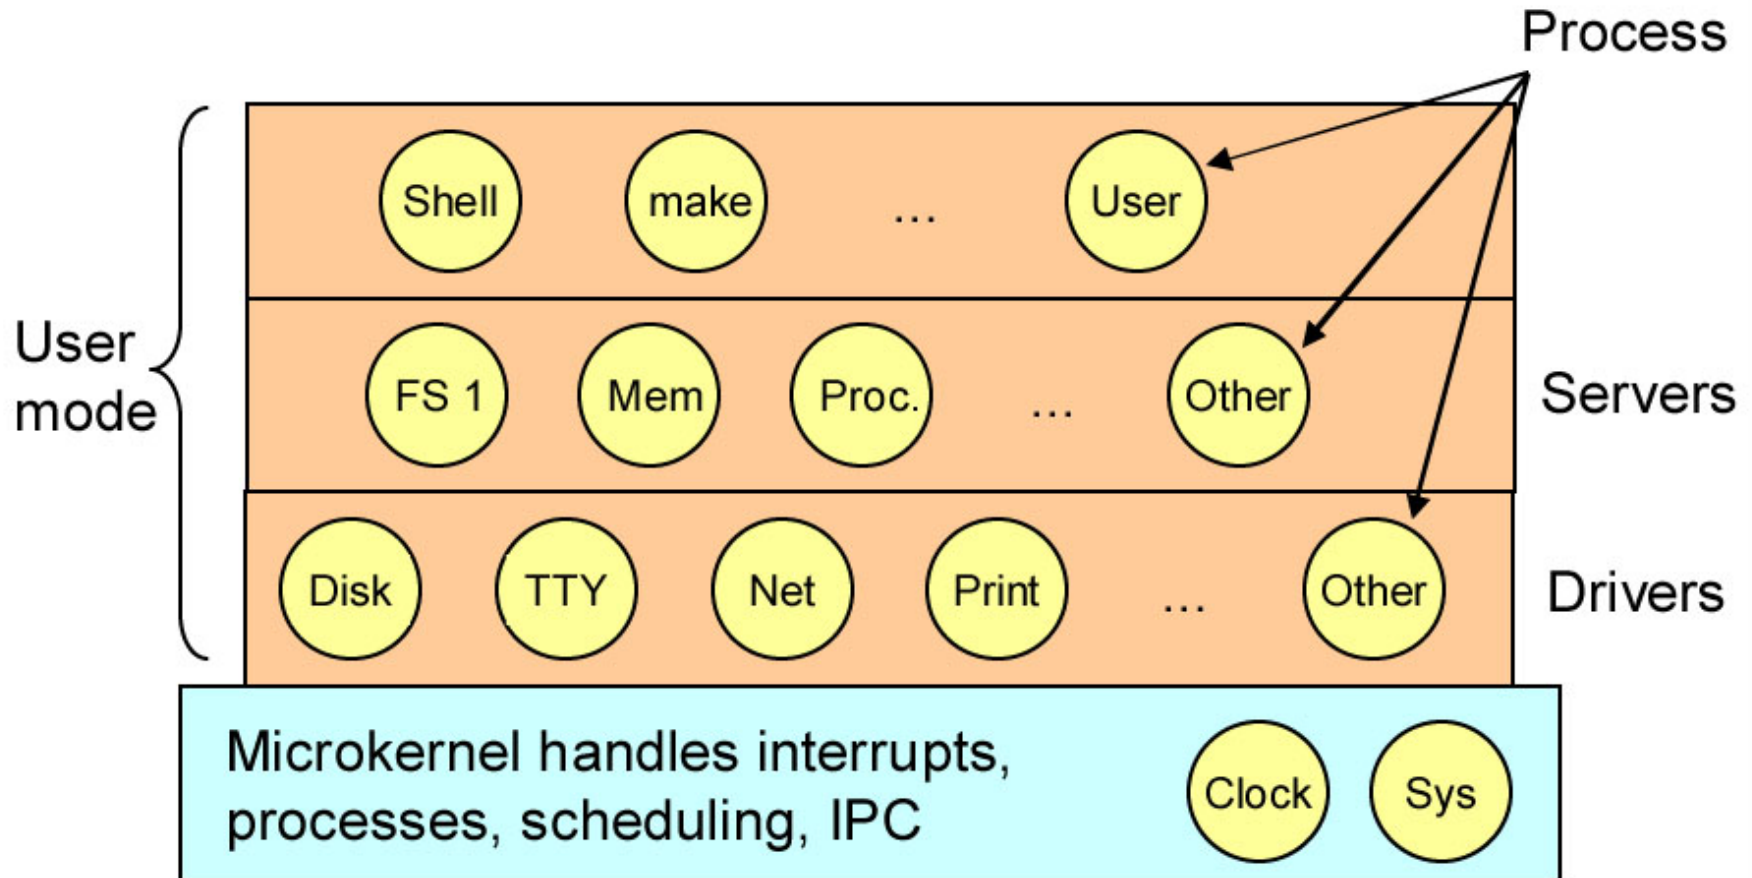 Process
Shell make ... User
User
mode
FS 1 Mem Proc. ... Other
Servers
Disk TTY Net Print ... Other
Drivers
Microkernel handles interrupts,
processes, scheduling, IPC
Clock Sys